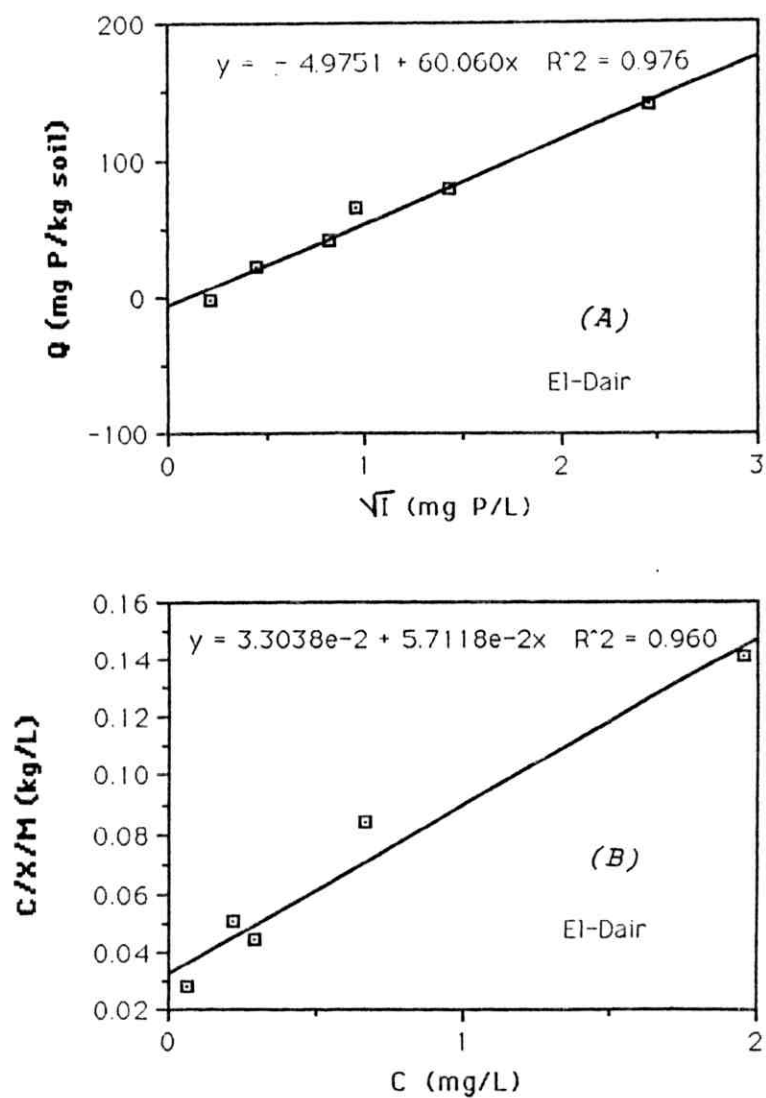 200
y = - 4.9751 + 60.060x R^2 = 0.976
100
Q (mg P/kg soil)
0
(A)
El-Dair
-100
0 1 2 3
√I (mg P/L)
0.16
y = 3.3038e-2 + 5.7118e-2x R^2 = 0.960
0.14
0.12
0.10
C/X/M (kg/L)
0.08
(B)
0.06
El-Dair
0.04
0.02
0 1 2
C (mg/L)